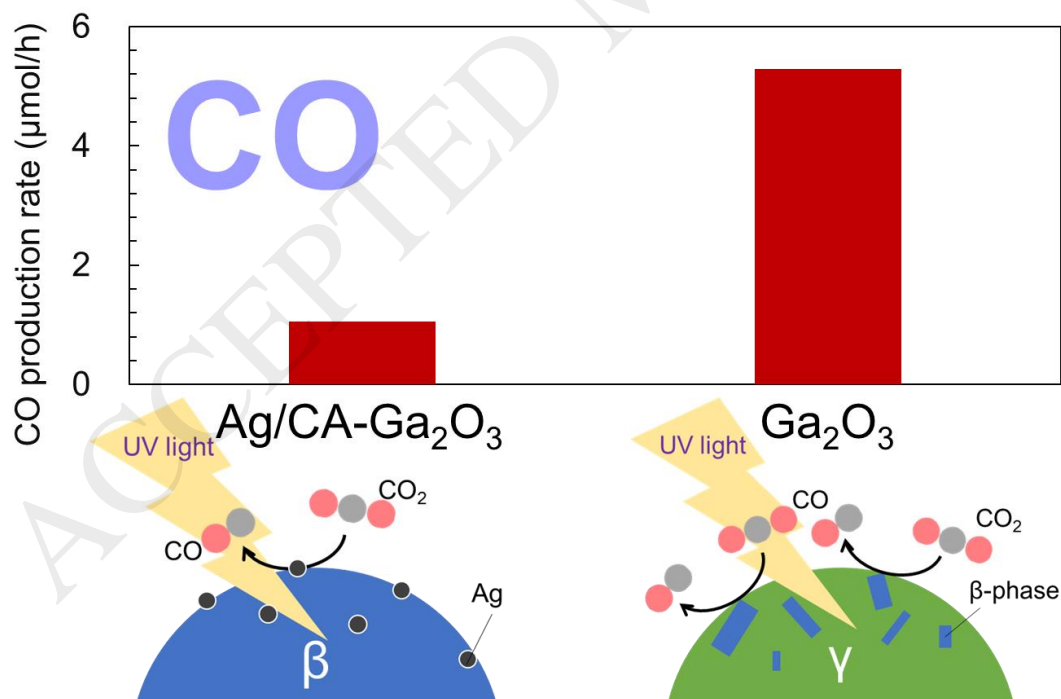 ACCEPTED M
CO production rate (μmol/h)
6
4
2
0
CO
Ag/CA-Ga₂O₃
Ga₂O₃
UV light
CO
CO₂
Ag
β
UV light
CO
CO₂
β-phase
γ